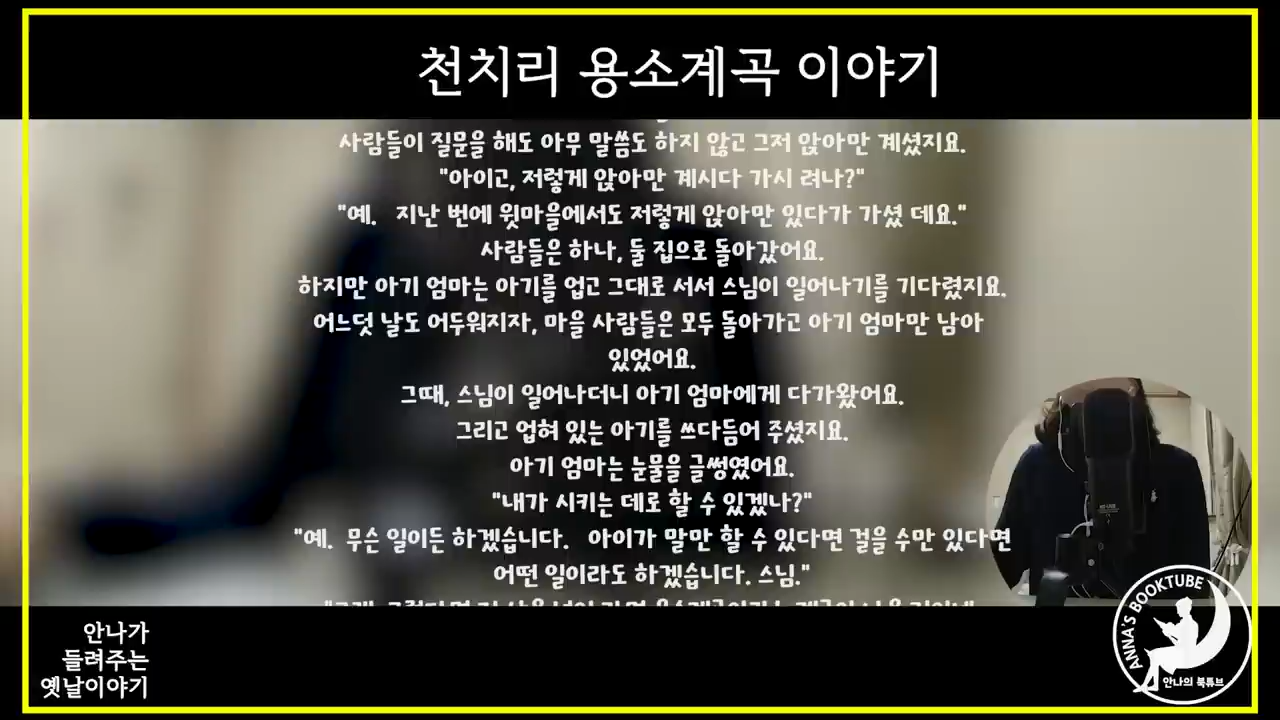 천치리 용소계곡 이야기
사람들이 질문을 해도 아무 말씀도 하지 않고 그저 앉아만 계셨지요.
"아이고, 저렇게 앉아만 계시다 가시 려나?"
"예. 지난 번에 윗마을에서도 저렇게 앉아만 있다가 가셨 데요."
사람들은 하나, 둘 집으로 돌아갔어요.
하지만 아기 엄마는 아기를 업고 그대로 서서 스님이 일어나기를 기다렸지요.
어느덧 날도 어두워지자, 마을 사람들은 모두 돌아가고 아기 엄마만 남아
있었어요.
그때, 스님이 일어나더니 아기 엄마에게 다가왔어요.
그리고 업혀 있는 아기를 쓰다듬어 주셨지요.
아기 엄마는 눈물을 글썽였어요.
"내가 시키는 데로 할 수 있겠나?"
"예. 무슨 일이든 하겠습니다. 아이가 말만 할 수 있다면 걸을 수만 있다면
어떤 일이라도 하겠습니다. 스님."
안나가
들려주는
옛날이야기
ANNA'S BOOKTUBE
안나의 북튜브